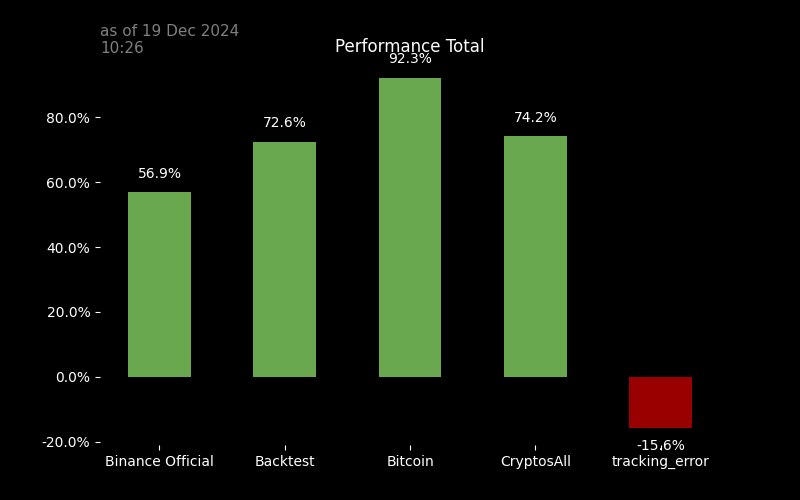 as of 19 Dec 2024
10:26
Performance Total
92.3%
80.0%
74.2%
72.6%
60.0%
56.9%
40.0%
20.0%
0.0%
-20.0%
-15.6%
Binance Official
Backtest
Bitcoin
CryptosAll
tracking_error